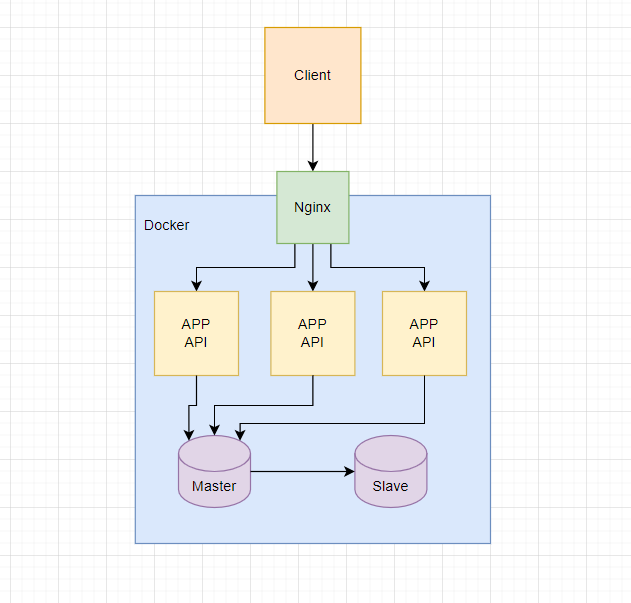 Client
Nginx
Docker
APP
API
APP
API
APP
API
Master
Slave